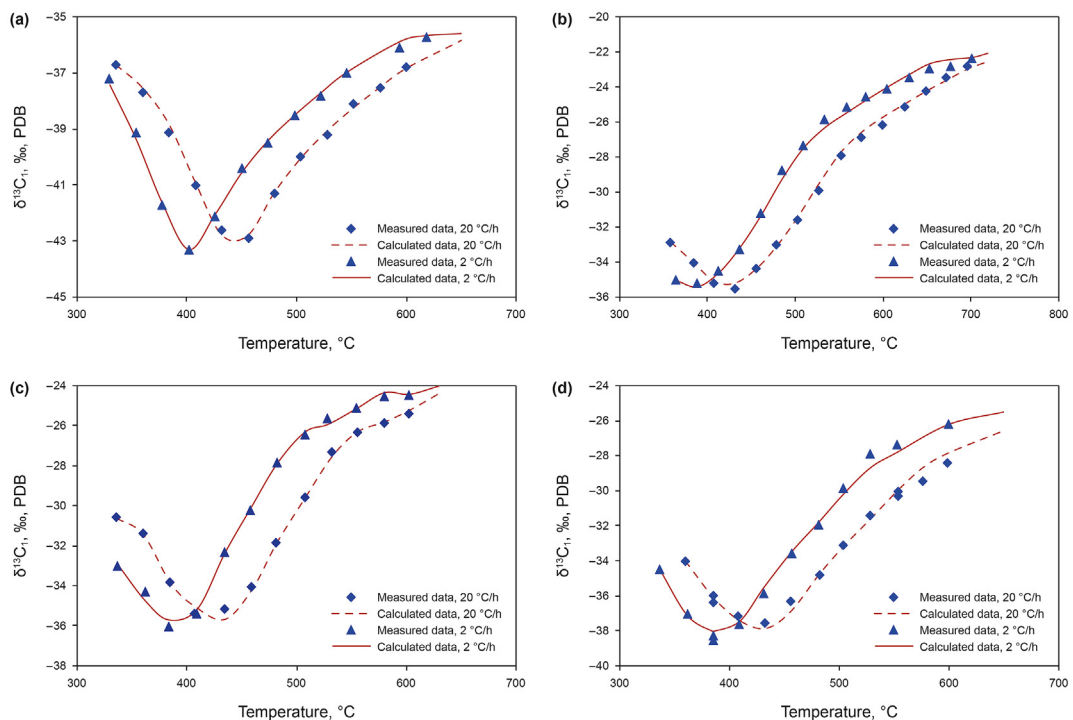 (a)
−35
−37
−39
−41
−43
−45
δ¹³C₁, ‰, PDB
Measured data, 20 °C/h
Calculated data, 20 °C/h
Measured data, 2 °C/h
Calculated data, 2 °C/h
300 400 500 600 700
Temperature, °C
(b)
−20
−22
−24
−26
−28
−30
−32
−34
−36
δ¹³C₁, ‰, PDB
Measured data, 20 °C/h
Calculated data, 20 °C/h
Measured data, 2 °C/h
Calculated data, 2 °C/h
300 400 500 600 700 800
Temperature, °C
(c)
−24
−26
−28
−30
−32
−34
−36
−38
δ¹³C₁, ‰, PDB
Measured data, 20 °C/h
Calculated data, 20 °C/h
Measured data, 2 °C/h
Calculated data, 2 °C/h
300 400 500 600 700
Temperature, °C
(d)
−24
−26
−28
−30
−32
−34
−36
−38
−40
δ¹³C₁, ‰, PDB
Measured data, 20 °C/h
Calculated data, 20 °C/h
Measured data, 2 °C/h
Calculated data, 2 °C/h
300 400 500 600 700
Temperature, °C